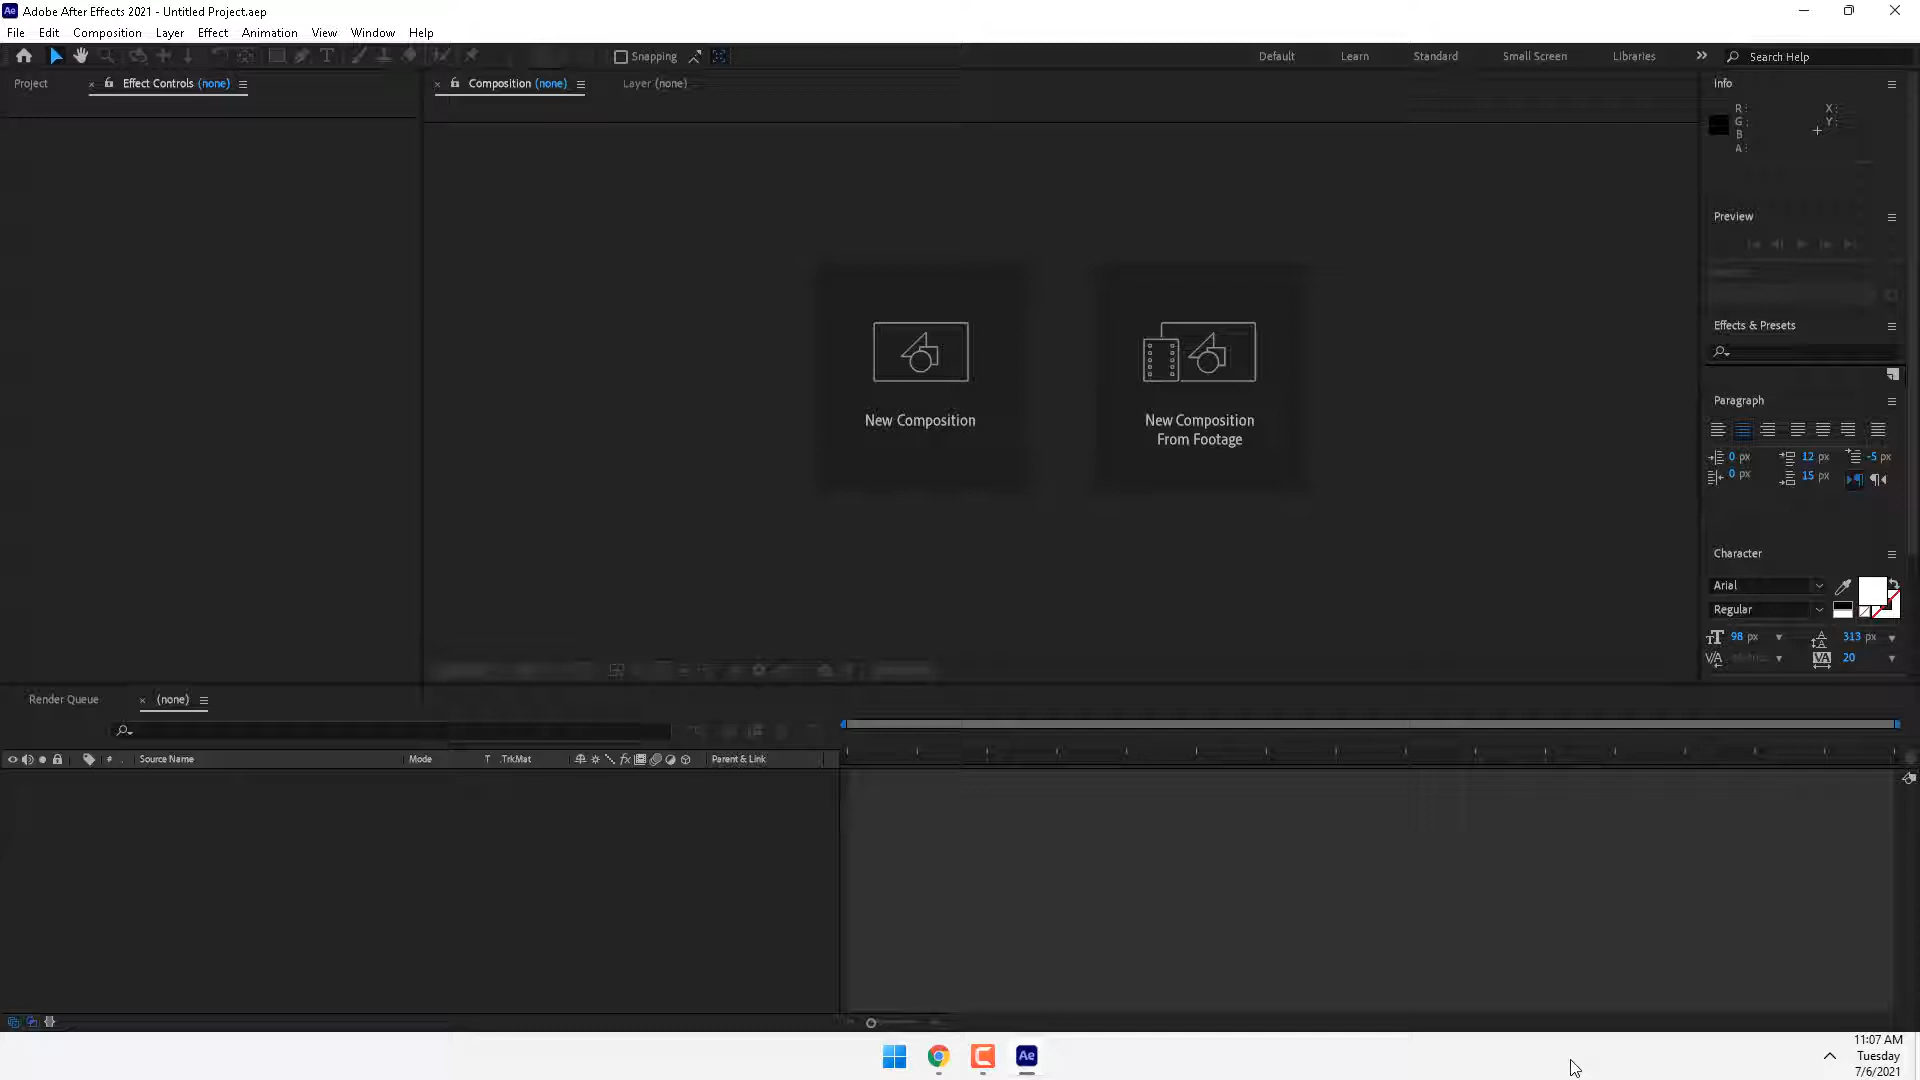 Adobe After Effects 2021 - Untitled Project.aep
File Edit Composition Layer Effect Animation View Window Help
Snapping
Default Learn Standard Small Screen Libraries
Search Help
Project
Effect Controls (none)
Composition (none)
Layer (none)
Info
R :
G :
B
A :
X :
Y :
Preview
Effects & Presets
New Composition
New Composition
From Footage
Paragraph
0 px 12 px -5 px
0 px 15 px
Character
Arial
Regular
98 px 313 px
20
Render Queue
(none)
# . Source Name Mode T .TrkMat fx Parent & Link
Ae
11:07 AM
Tuesday
7/6/2021